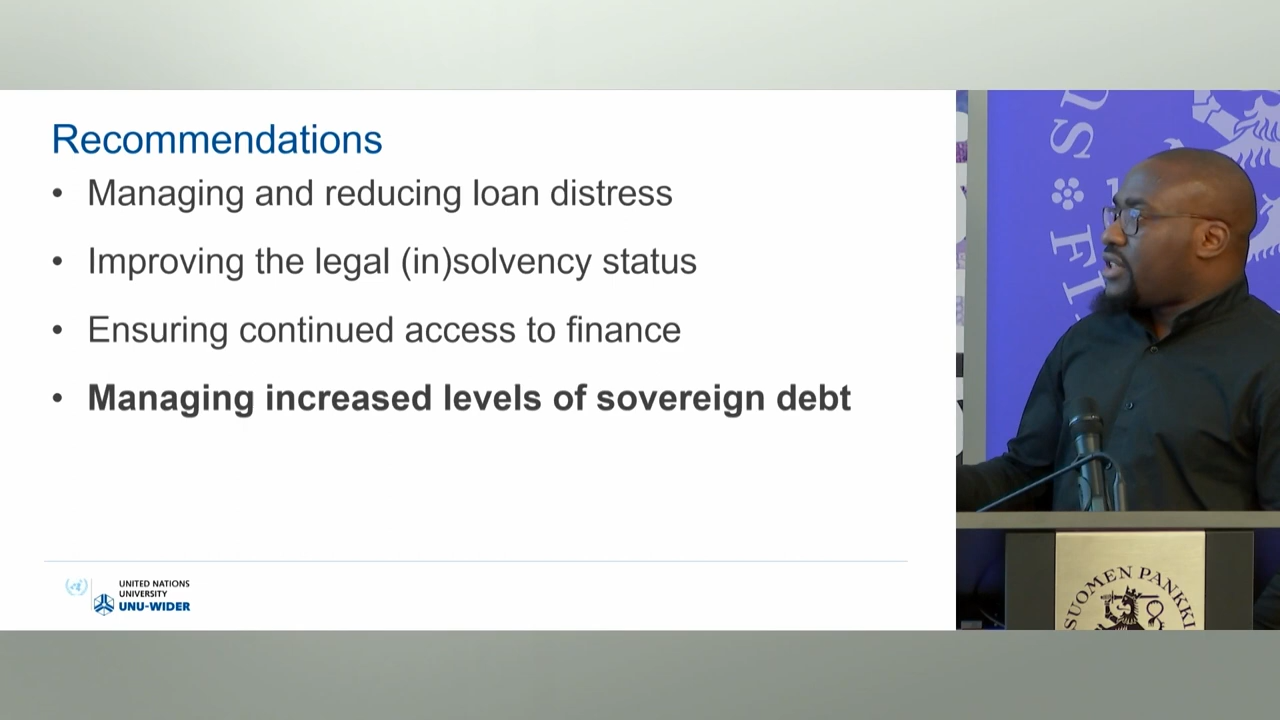 Recommendations
• Managing and reducing loan distress
• Improving the legal (in)solvency status
• Ensuring continued access to finance
• Managing increased levels of sovereign debt
UNITED NATIONS
UNIVERSITY
UNU-WIDER
SUOMEN PANKKI